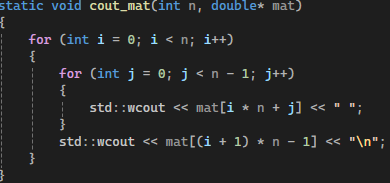 static void cout_mat(int n, double* mat)
{
    for (int i = 0; i < n; i++)
    {
        for (int j = 0; j < n - 1; j++)
        {
            std::wcout << mat[i * n + j] << " ";
        }
        std::wcout << mat[(i + 1) * n - 1] << "\n";
    }
}